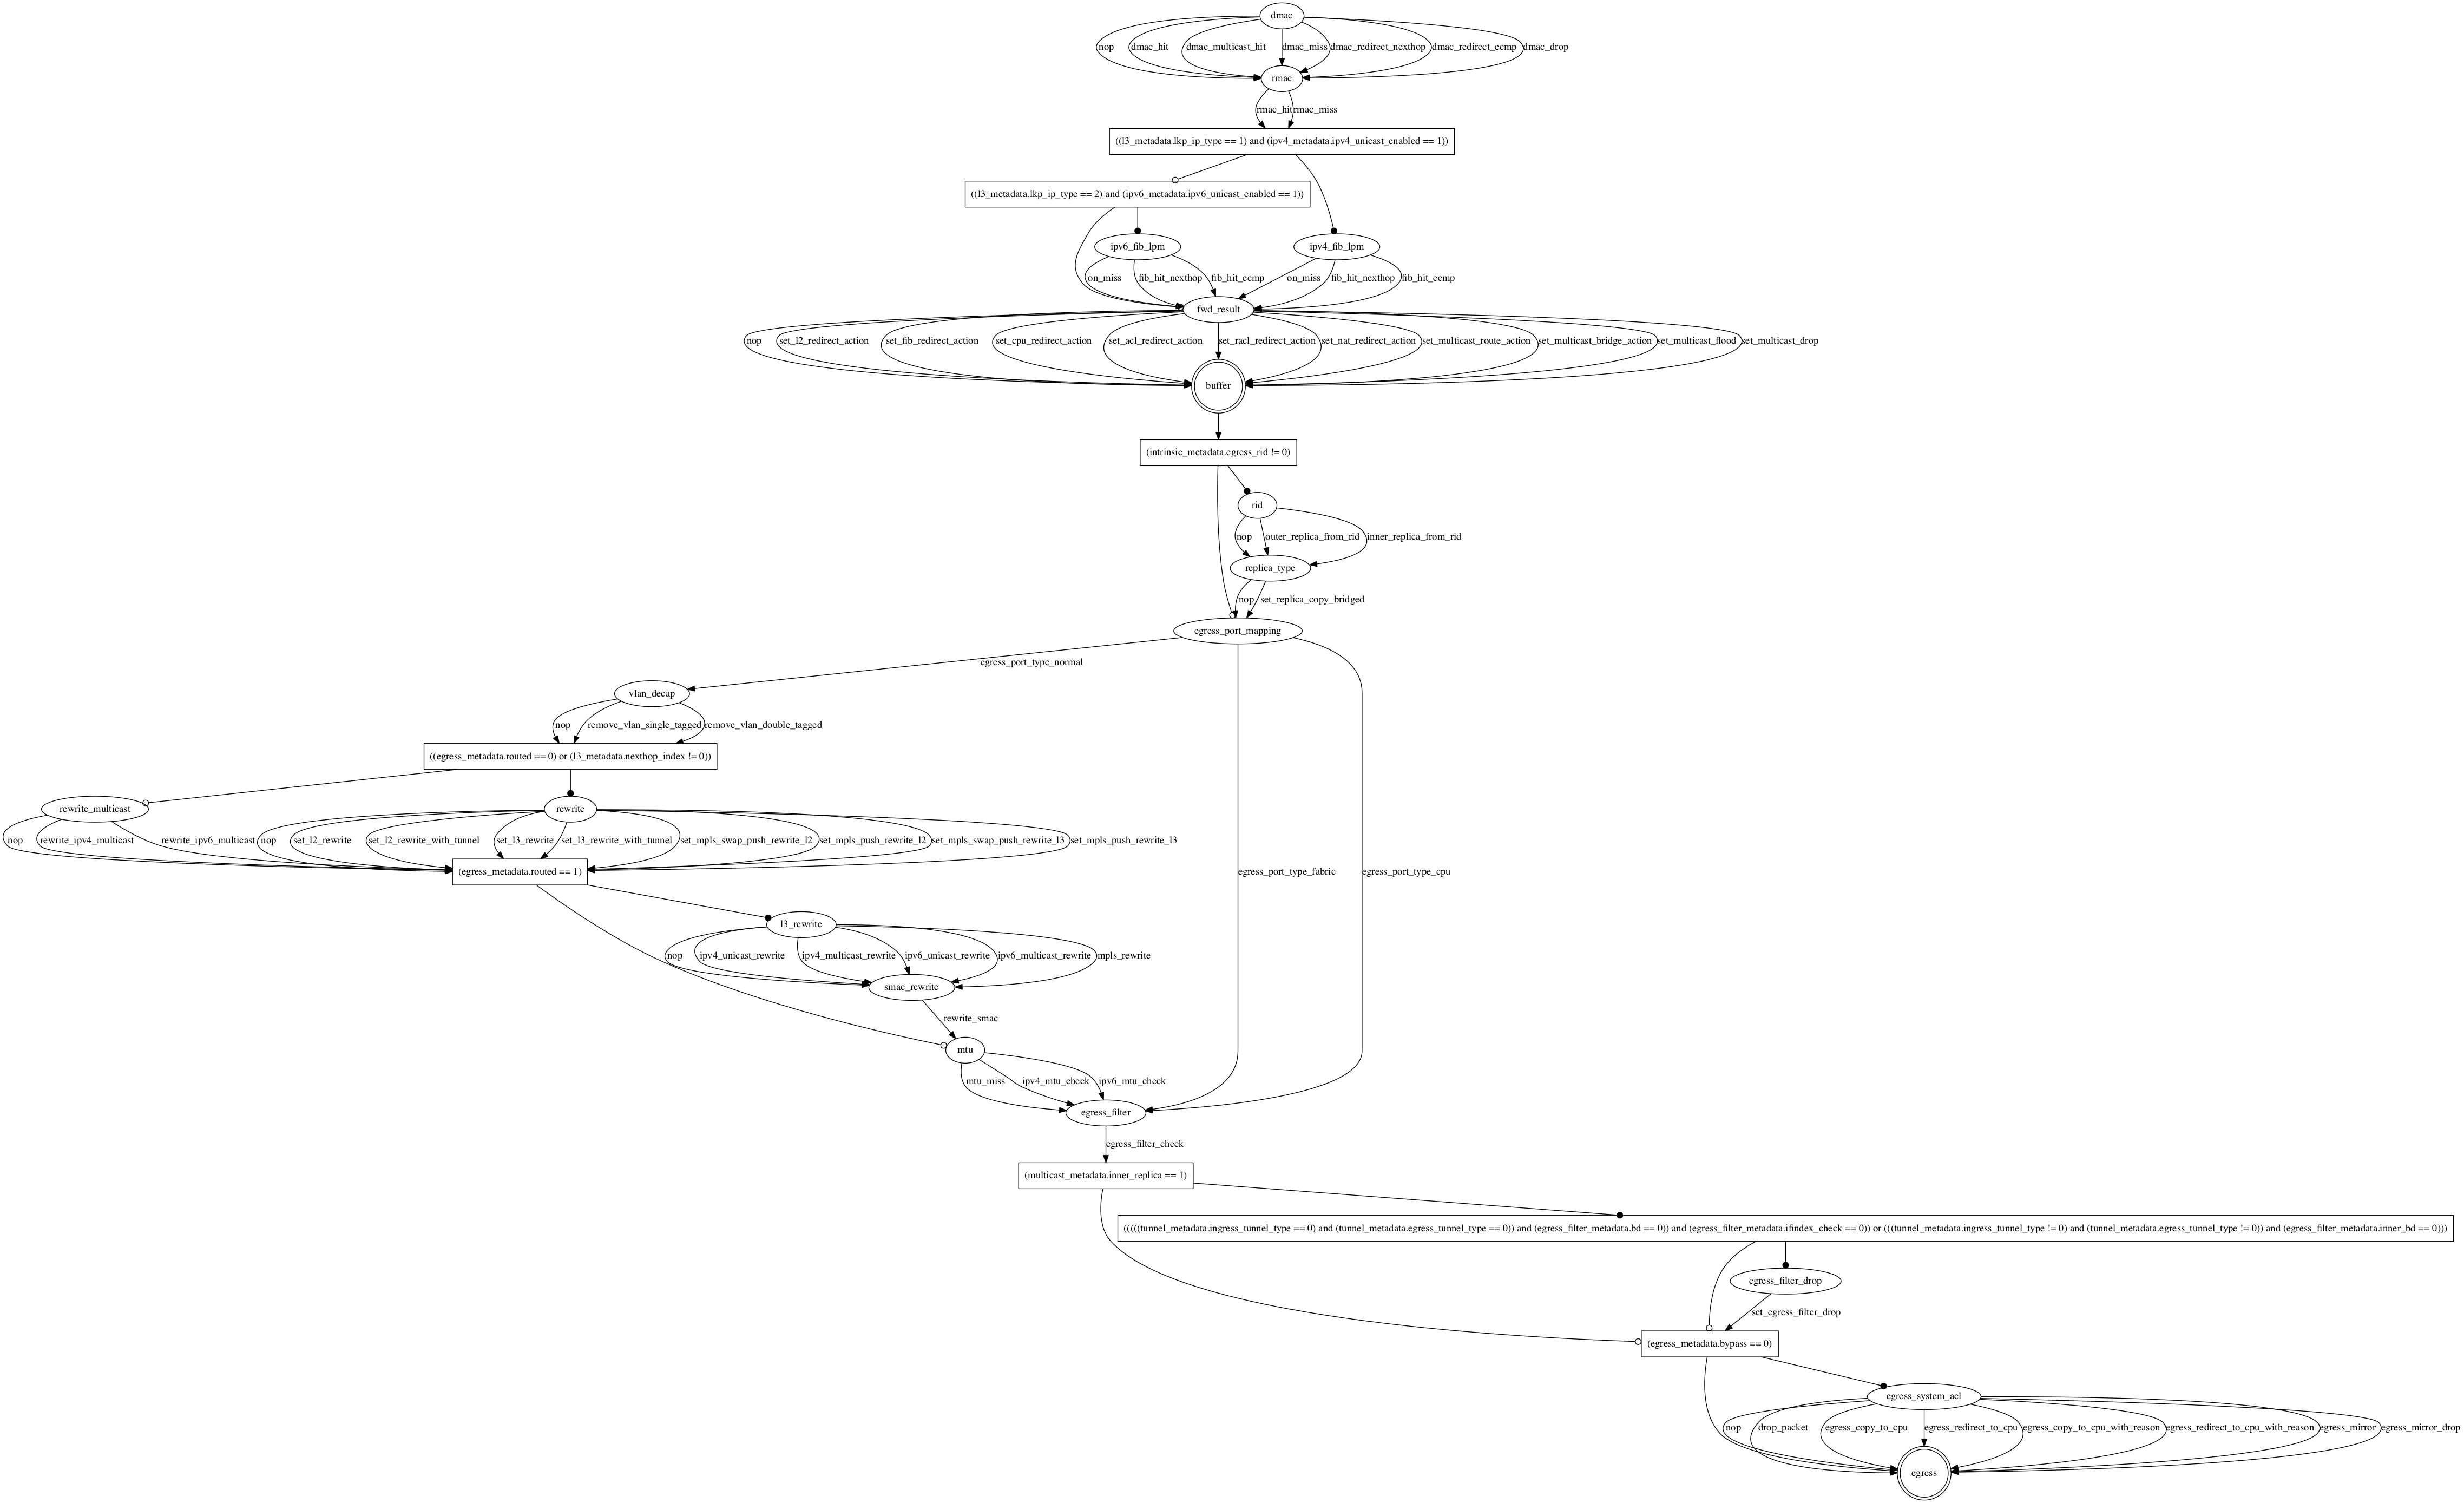 dmac
nop
dmac_hit
dmac_multicast_hit
dmac_miss
dmac_redirect_nexthop
dmac_redirect_ecmp
dmac_drop
rmac
rmac_hit
rmac_miss
((l3_metadata.lkp_ip_type == 1) and (ipv4_metadata.ipv4_unicast_enabled == 1))
((l3_metadata.lkp_ip_type == 2) and (ipv6_metadata.ipv6_unicast_enabled == 1))
ipv6_fib_lpm
ipv4_fib_lpm
on_miss
fib_hit_nexthop
fib_hit_ecmp
on_miss
fib_hit_nexthop
fib_hit_ecmp
fwd_result
nop
set_l2_redirect_action
set_fib_redirect_action
set_cpu_redirect_action
set_acl_redirect_action
set_racl_redirect_action
set_nat_redirect_action
set_multicast_route_action
set_multicast_bridge_action
set_multicast_flood
set_multicast_drop
buffer
(intrinsic_metadata.egress_rid != 0)
rid
nop
outer_replica_from_rid
inner_replica_from_rid
replica_type
nop
set_replica_copy_bridged
egress_port_mapping
egress_port_type_normal
vlan_decap
nop
remove_vlan_single_tagged
remove_vlan_double_tagged
((egress_metadata.routed == 0) or (l3_metadata.nexthop_index != 0))
rewrite_multicast
rewrite
nop
rewrite_ipv4_multicast
rewrite_ipv6_multicast
nop
set_l2_rewrite
set_l2_rewrite_with_tunnel
set_l3_rewrite
set_l3_rewrite_with_tunnel
set_mpls_swap_push_rewrite_l2
set_mpls_push_rewrite_l2
set_mpls_swap_push_rewrite_l3
set_mpls_push_rewrite_l3
(egress_metadata.routed == 1)
egress_port_type_fabric
egress_port_type_cpu
l3_rewrite
nop
ipv4_unicast_rewrite
ipv4_multicast_rewrite
ipv6_unicast_rewrite
ipv6_multicast_rewrite
mpls_rewrite
smac_rewrite
rewrite_smac
mtu
mtu_miss
ipv4_mtu_check
ipv6_mtu_check
egress_filter
egress_filter_check
(multicast_metadata.inner_replica == 1)
(((((tunnel_metadata.ingress_tunnel_type == 0) and (tunnel_metadata.egress_tunnel_type == 0)) and (egress_filter_metadata.bd == 0)) and (egress_filter_metadata.ifindex_check == 0)) or (((tunnel_metadata.ingress_tunnel_type != 0) and (tunnel_metadata.egress_tunnel_type != 0)) and (egress_filter_metadata.inner_bd == 0)))
egress_filter_drop
set_egress_filter_drop
(egress_metadata.bypass == 0)
egress_system_acl
nop
drop_packet
egress_copy_to_cpu
egress_redirect_to_cpu
egress_copy_to_cpu_with_reason
egress_redirect_to_cpu_with_reason
egress_mirror
egress_mirror_drop
egress